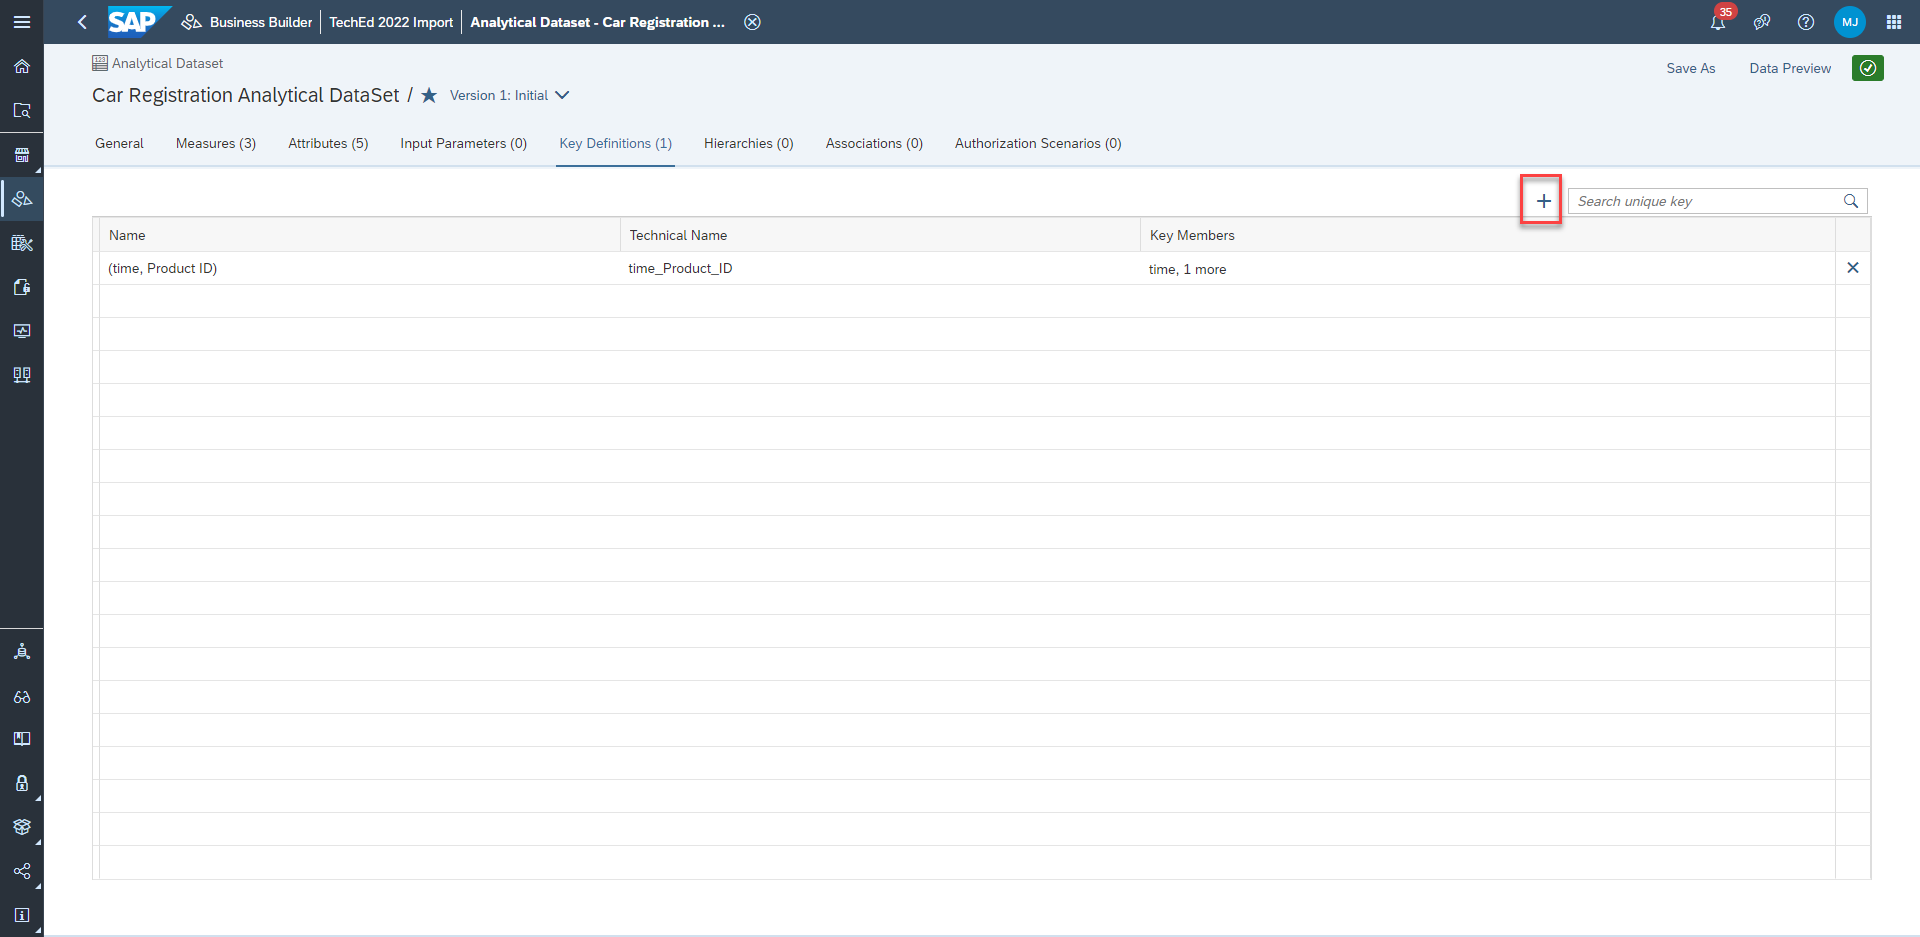 SAP Business Builder TechEd 2022 Import Analytical Dataset - Car Registration ... 35 MJ
Analytical Dataset
Save As Data Preview
Car Registration Analytical DataSet / Version 1: Initial
General Measures (3) Attributes (5) Input Parameters (0) Key Definitions (1) Hierarchies (0) Associations (0) Authorization Scenarios (0)
Search unique key
Name Technical Name Key Members
(time, Product ID) time_Product_ID time, 1 more